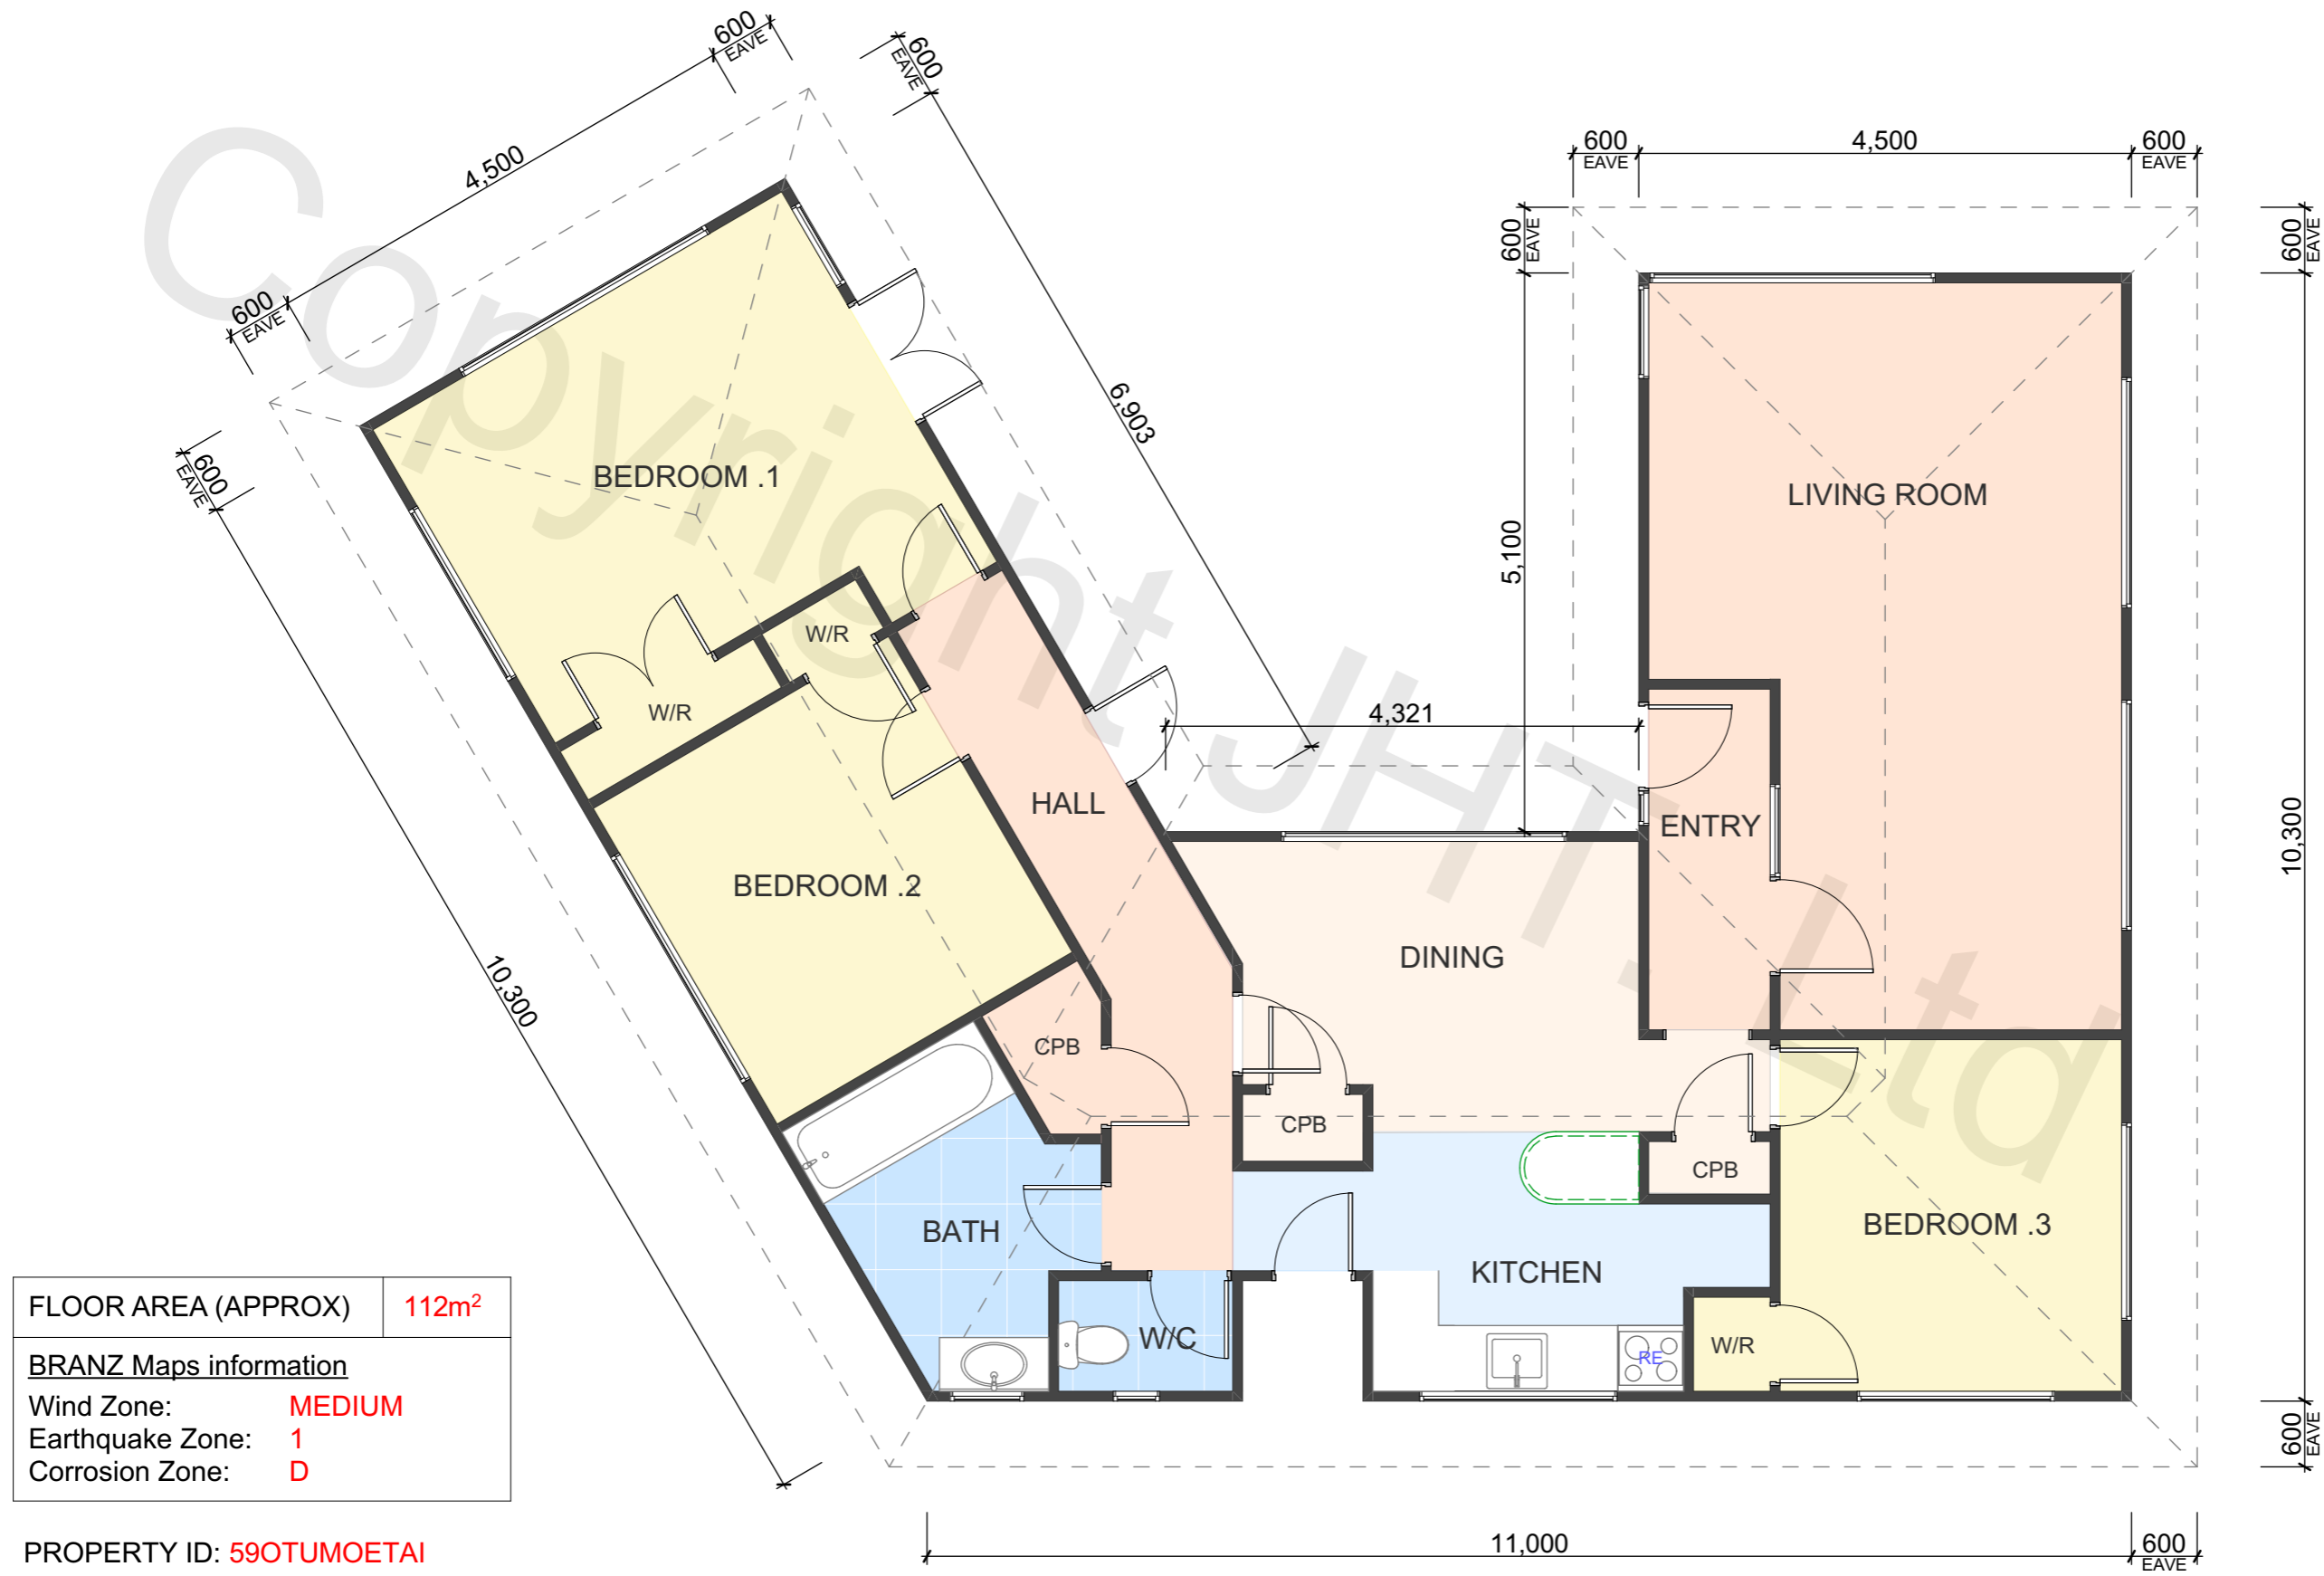 600
EAVE
600
EAVE
4,500
600
EAVE
600
EAVE
6,903
600
EAVE
4,500
600
EAVE
600
EAVE
600
EAVE
BEDROOM .1
LIVING ROOM
5,100
W/R
W/R
4,321
HALL
ENTRY
10,300
BEDROOM .2
DINING
10,300
CPB
CPB
CPB
BATH
KITCHEN
BEDROOM .3
W/C
RE
W/R
600
EAVE
11,000
600
EAVE
Copyright JHT. Ltd
FLOOR AREA (APPROX) 112m²
BRANZ Maps information
Wind Zone: MEDIUM
Earthquake Zone: 1
Corrosion Zone: D
PROPERTY ID: 59OTUMOETAI